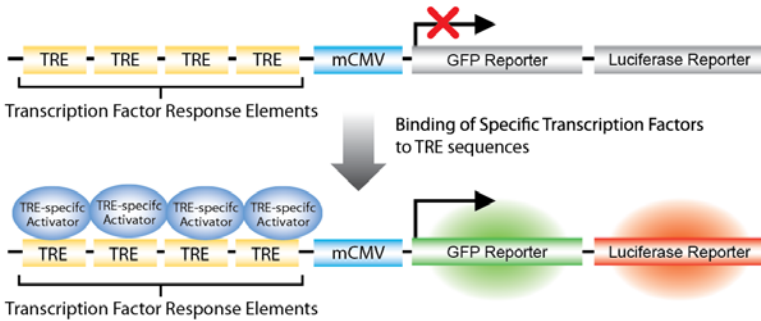 TRE TRE TRE TRE mCMV GFP Reporter Luciferase Reporter
Transcription Factor Response Elements
Binding of Specific Transcription Factors
to TRE sequences
TRE-specifc TRE-specifc TRE-specifc TRE-specifc
Activator Activator Activator Activator
TRE TRE TRE TRE mCMV GFP Reporter Luciferase Reporter
Transcription Factor Response Elements